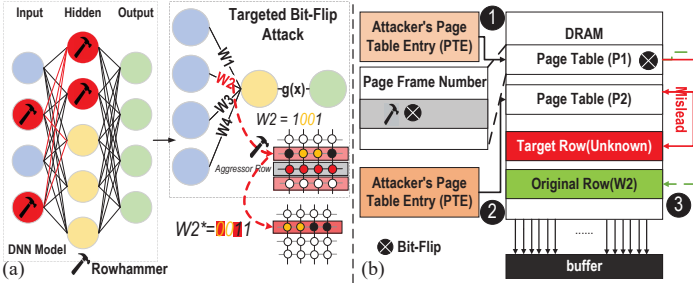 Input
Hidden
Output
DNN Model
Rowhammer
(a)
Targeted Bit-Flip
Attack
W1
W2
W3
W4
g(x)
W2 = 1001
Aggressor Row
W2*=0011
Attacker's Page
Table Entry (PTE)
1
Page Frame Number
Attacker's Page
Table Entry (PTE)
2
Bit-Flip
(b)
DRAM
Page Table (P1)
Page Table (P2)
Target Row(Unknown)
Original Row(W2)
Mislead
3
......
buffer